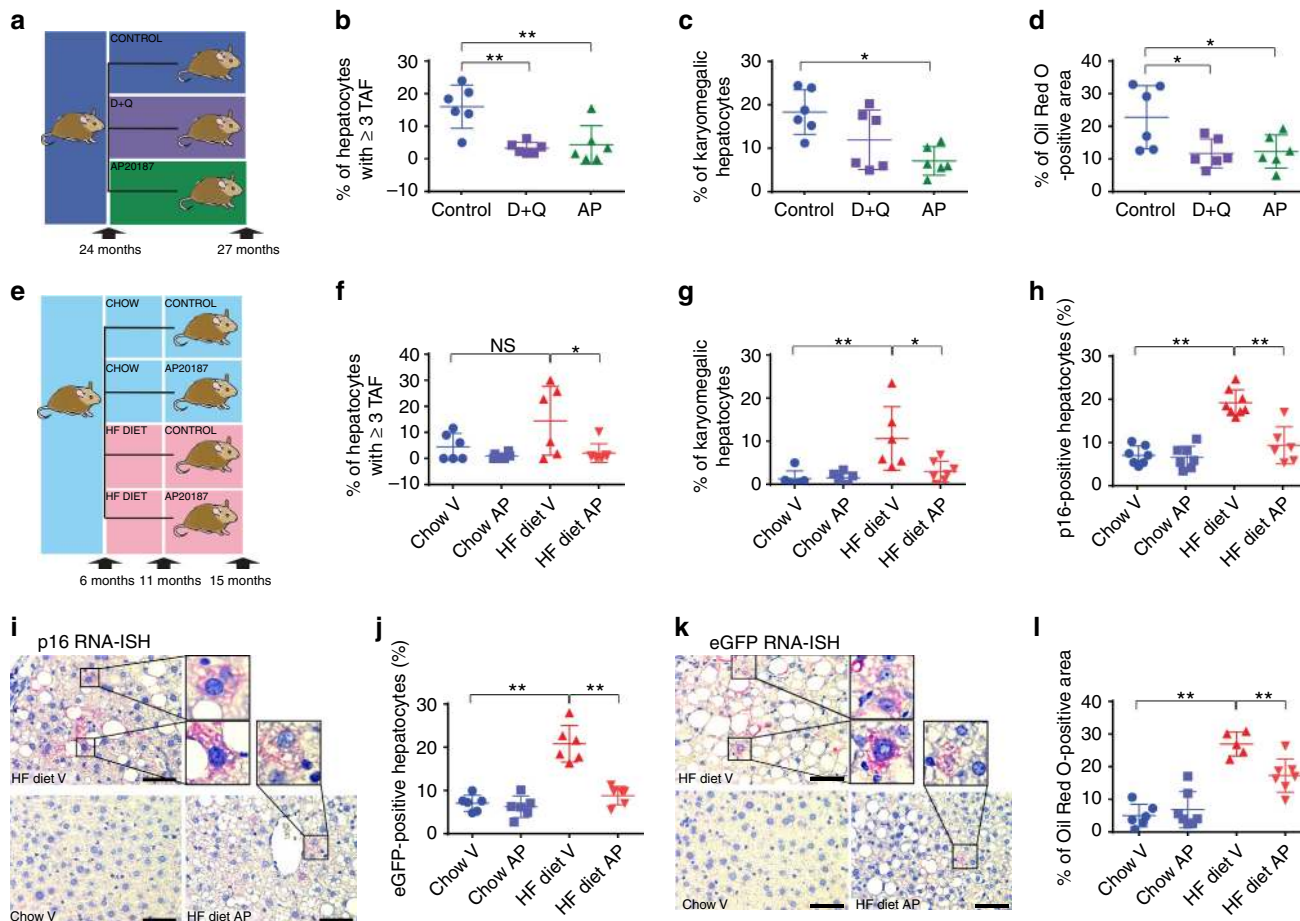 a
CONTROL
D+Q
AP20187
24 months
27 months
b
% of hepatocytes
with ≥ 3 TAF
30
20
10
0
−10
**
**
Control
D+Q
AP
c
% of karyomegalic
hepatocytes
30
20
10
0
*
Control
D+Q
AP
d
% of Oil Red O
-positive area
40
30
20
10
0
*
*
Control
D+Q
AP
e
CHOW
CONTROL
CHOW
AP20187
HF DIET
CONTROL
HF DIET
AP20187
6 months
11 months
15 months
f
% of hepatocytes
with ≥ 3 TAF
40
30
20
10
0
−10
NS
*
Chow V
Chow AP
HF diet V
HF diet AP
g
% of karyomegalic
hepatocytes
30
20
10
0
**
*
Chow V
Chow AP
HF diet V
HF diet AP
h
p16-positive hepatocytes (%)
30
20
10
0
**
**
Chow V
Chow AP
HF diet V
HF diet AP
i
p16 RNA-ISH
HF diet V
Chow V
HF diet AP
j
eGFP-positive hepatocytes (%)
30
20
10
0
**
**
Chow V
Chow AP
HF diet V
HF diet AP
k
eGFP RNA-ISH
HF diet V
Chow V
HF diet AP
l
% of Oil Red O-positive area
40
30
20
10
0
**
**
Chow V
Chow AP
HF diet V
HF diet AP